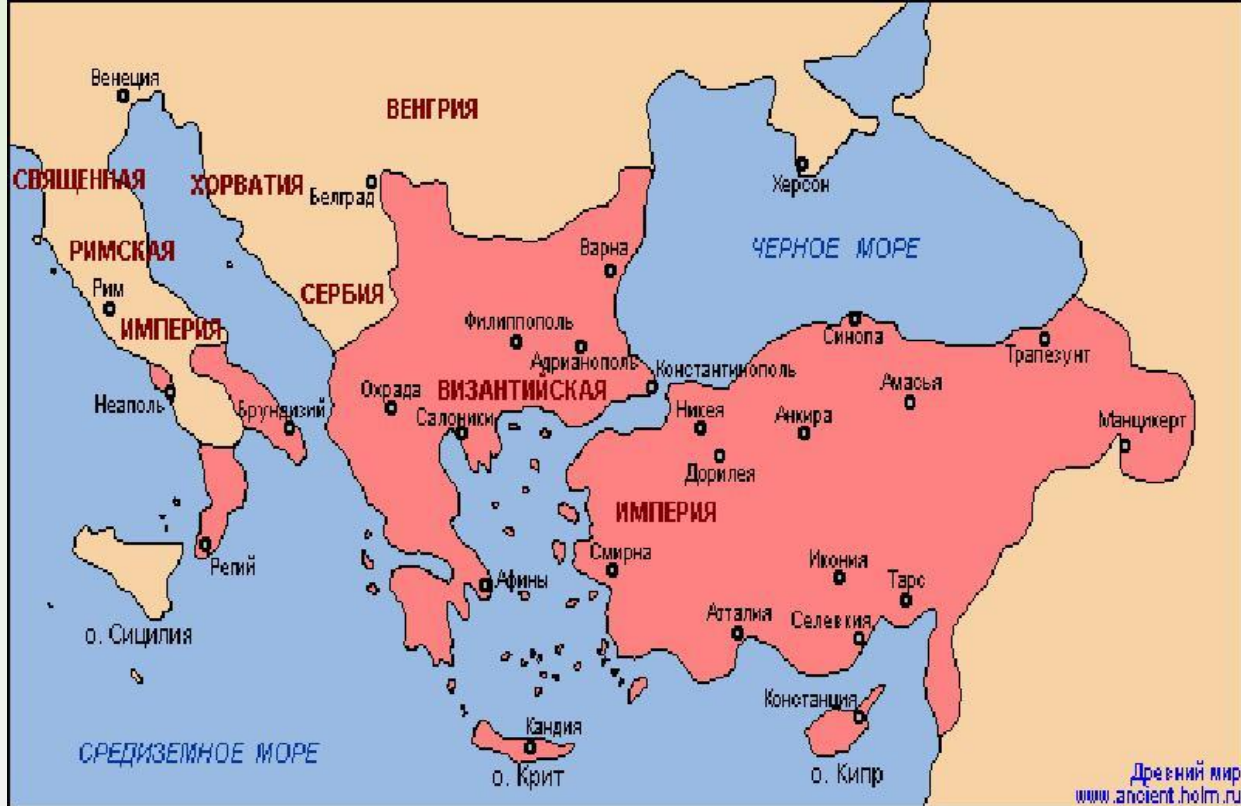 Венеция
ВЕНГРИЯ
СВЯЩЕННАЯ
ХОРВАТИЯ
Белград
Херсон
РИМСКАЯ
Варна
ЧЕРНОЕ МОРЕ
Рим
СЕРБИЯ
ИМПЕРИЯ
Филиппополь
Синопа
Адрианополь
Трапезунт
Константинополь
Охрада
ВИЗАНТИЙСКАЯ
Амасья
Неаполь
Брундизий
Салоники
Никея
Анкира
Манцикерт
Дорилея
ИМПЕРИЯ
Смирна
Икония
Регий
Афины
Тарс
о. Сицилия
Атталия
Селевкия
Констанция
Кандия
СРЕДИЗЕМНОЕ МОРЕ
о. Крит
о. Кипр
Древний мир
www.ancient.holm.ru